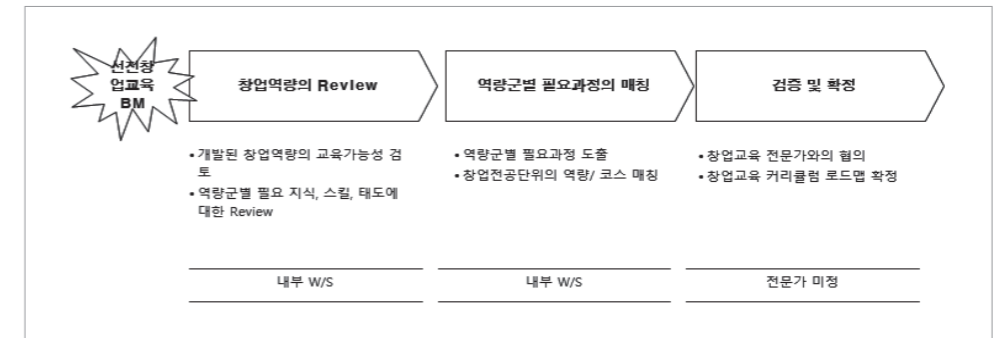 선진창
업교육
BM
창업역량의 Review
역량군별 필요과정의 매칭
검증 및 확정
• 개발된 창업역량의 교육가능성 검
토
• 역량군별 필요 지식, 스킬, 태도에
대한 Review
• 역량군별 필요과정 도출
• 창업전공단위의 역량/ 코스 매칭
• 창업교육 전문가와의 협의
• 창업교육 커리큘럼 로드맵 확정
내부 W/S
내부 W/S
전문가 미정